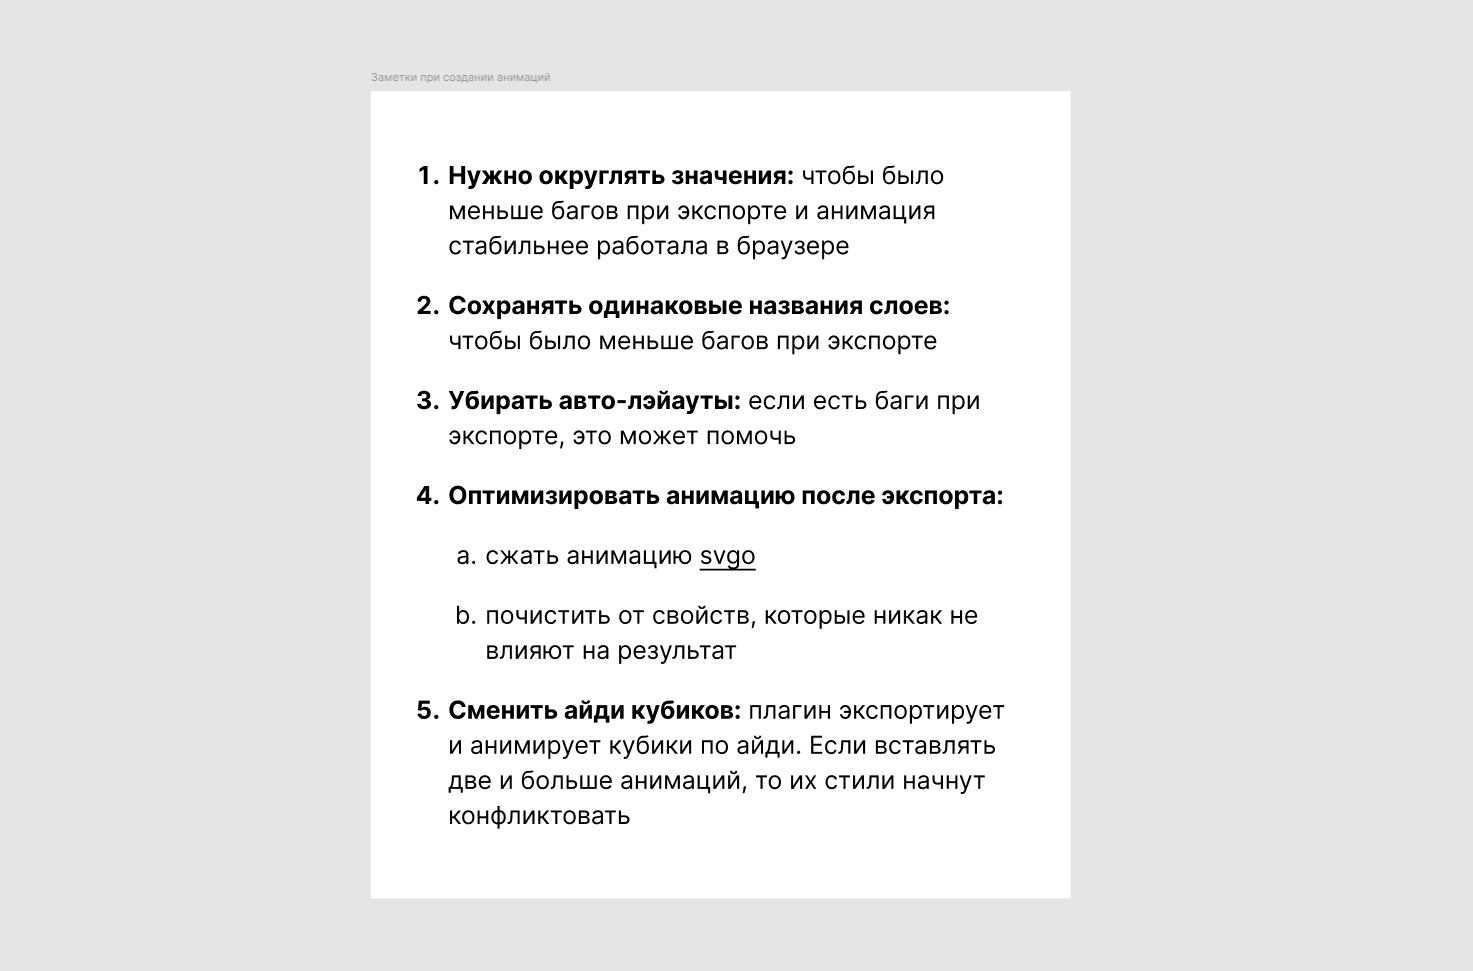 Заметки при создании анимаций
1. Нужно округлять значения: чтобы было
меньше багов при экспорте и анимация
стабильнее работала в браузере
2. Сохранять одинаковые названия слоев:
чтобы было меньше багов при экспорте
3. Убирать авто-лэйауты: если есть баги при
экспорте, это может помочь
4. Оптимизировать анимацию после экспорта:
a. сжать анимацию svgo
b. почистить от свойств, которые никак не
влияют на результат
5. Сменить айди кубиков: плагин экспортирует
и анимирует кубики по айди. Если вставлять
две и больше анимаций, то их стили начнут
конфликтовать